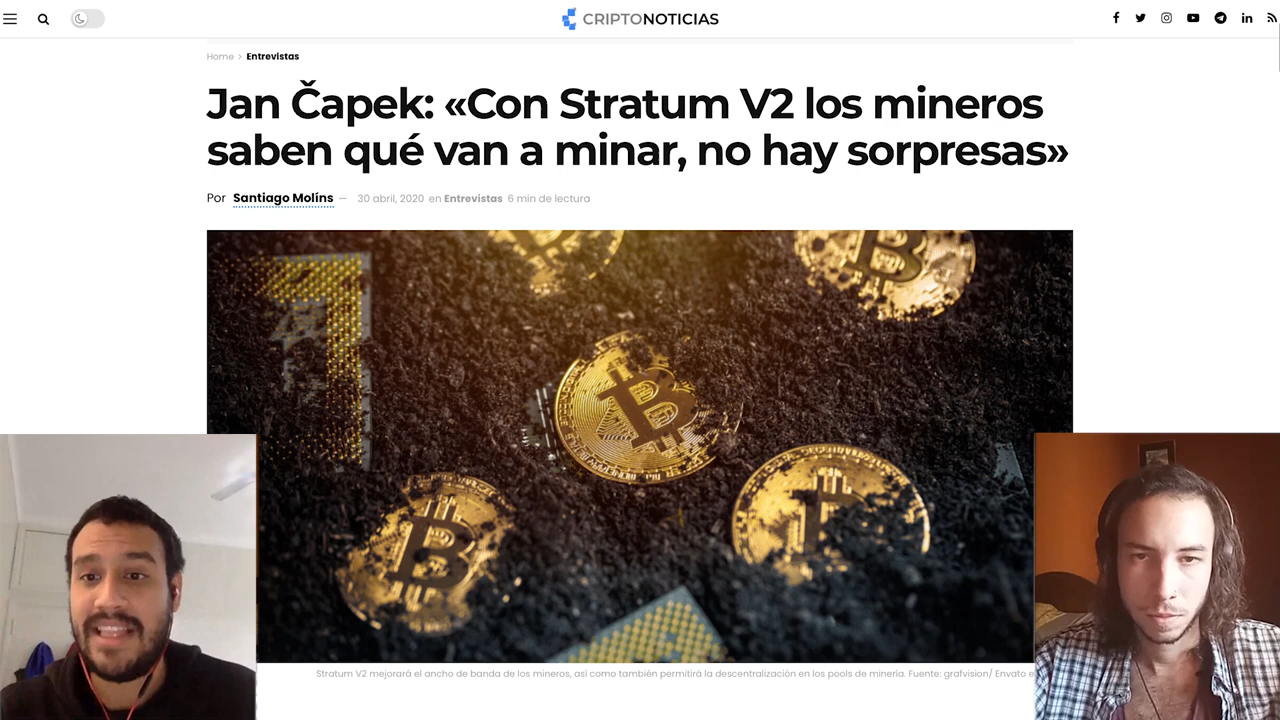 CRIPTONOTICIAS
Home > Entrevistas
Jan Čapek: «Con Stratum V2 los mineros
saben qué van a minar, no hay sorpresas»
Por Santiago Molíns — 30 abril, 2020 en Entrevistas 6 min de lectura
Stratum V2 mejorará el ancho de banda de los mineros, así como también permitirá la descentralización en los pools de minería. Fuente: grafvision/ Envato